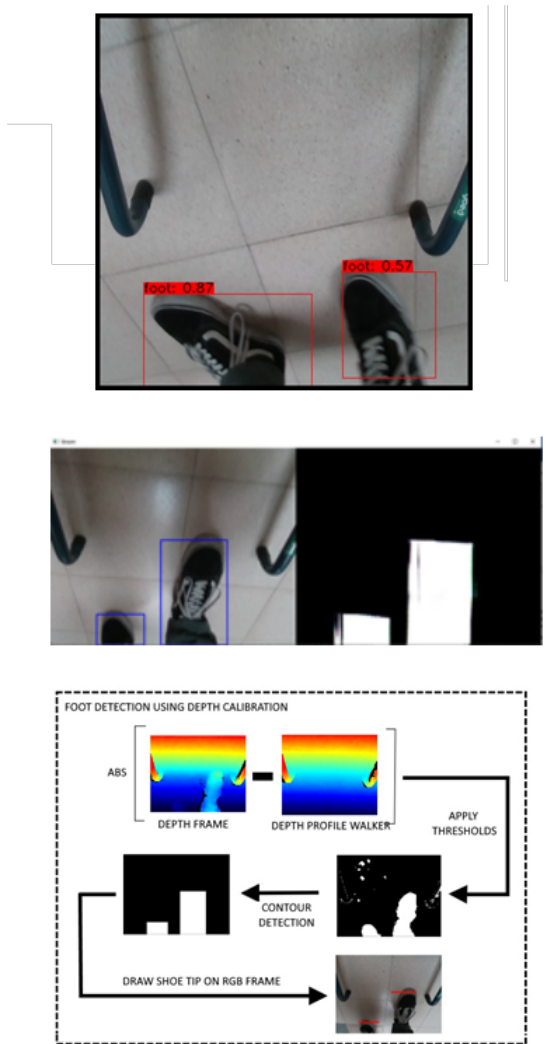 foot: 0.87
foot: 0.57
Stream
FOOT DETECTION USING DEPTH CALIBRATION
ABS
DEPTH FRAME
DEPTH PROFILE WALKER
APPLY
THRESHOLDS
CONTOUR
DETECTION
DRAW SHOE TIP ON RGB FRAME